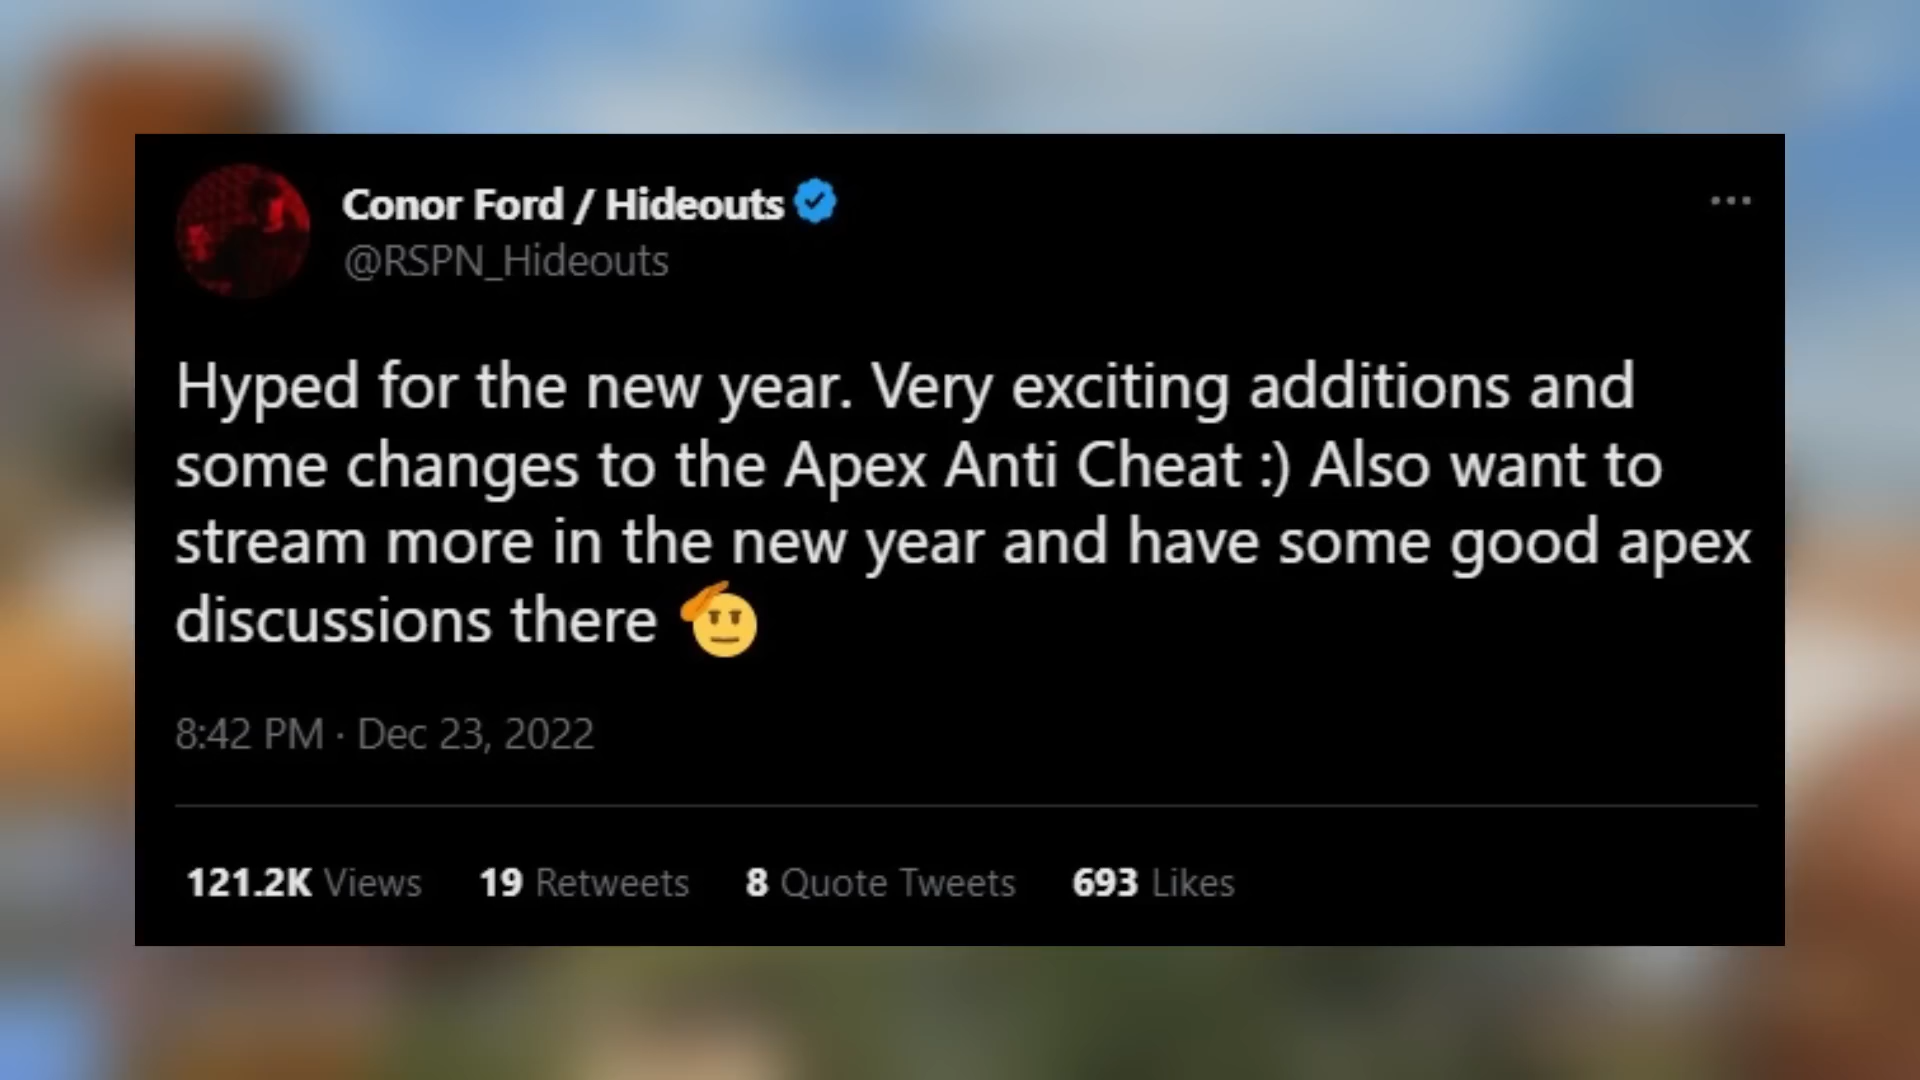 Conor Ford / Hideouts
@RSPN_Hideouts
Hyped for the new year. Very exciting additions and
some changes to the Apex Anti Cheat :) Also want to
stream more in the new year and have some good apex
discussions there 🫡
8:42 PM · Dec 23, 2022
121.2K Views 19 Retweets 8 Quote Tweets 693 Likes